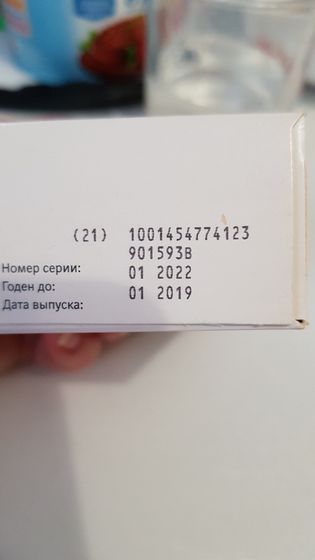 (21) 1001454774123
901593B
Номер серии: 01 2022
Годен до: 01 2019
Дата выпуска: